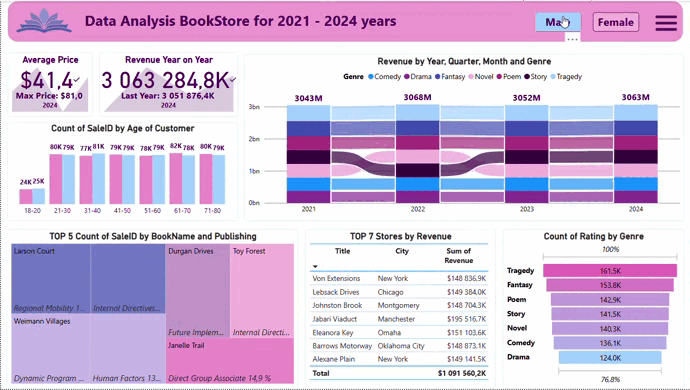 Data Analysis BookStore for 2021 - 2024 years
Female
Average Price
$41,4
Max Price: $81,0
2024
Revenue Year on Year
3 063 284,8K
Last Year: 3 051 876,4K
2024
Revenue by Year, Quarter, Month and Genre
Genre Comedy Drama Fantasy Novel Poem Story Tragedy
3043M 3068M 3052M 3063M
3bn
2bn
1bn
0bn
2021 2022 2023 2024
Count of SaleID by Age of Customer
24K 25K 80K 79K 77K 81K 79K 79K 78K 79K 82K 78K 80K 79K
18-20 21-30 31-40 41-50 51-60 61-70 71-80
TOP 5 Count of SaleID by BookName and Publishing
Larson Court
Regional Mobility 1...
Internal Directives...
Weimann Villages
Dynamic Program ...
Human Factors 13...
Durgan Drives
Future Implem...
Toy Forest
Internal Directi...
Janelle Trail
Direct Group Associate 14,9 %
TOP 7 Stores by Revenue
Title City Sum of Revenue
Von Extensions New York $148 836,9K
Lebsack Drives Chicago $149 384,0K
Johnston Brook Montgomery $148 704,3K
Jabari Viaduct Manchester $195 516,7K
Eleanora Key Omaha $151 103,6K
Barrows Motorway Oklahoma City $148 873,1K
Alexane Plain New York $149 141,5K
Total $1 091 560,2K
Count of Rating by Genre
100%
Tragedy 161.5K
Fantasy 153.8K
Poem 142.9K
Story 141.5K
Novel 140.3K
Comedy 136.1K
Drama 124.0K
76.8%